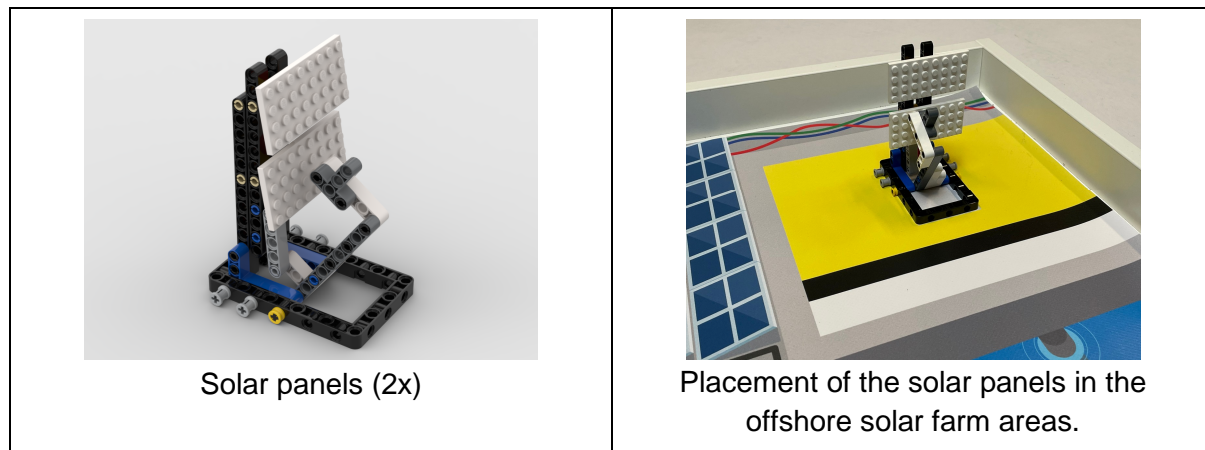 Solar panels (2x)
Placement of the solar panels in the
offshore solar farm areas.